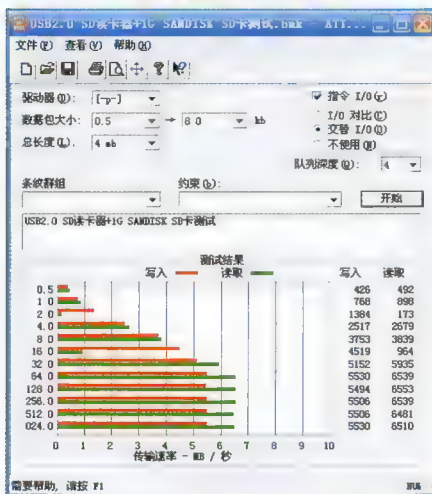 USB2.0 SD读卡器+1G SAMDISK SD卡测试.bmk - ATT...
文件(F) 查看(V) 帮助(H)
驱动器(D): [-p-]
指令 I/O(F)
数据包大小: 0.5 → 8 0 kb
I/O 对比(C)
总长度(L). 4 mb
交替 I/O(O)
不使用(N)
队列深度(Q): 4
条纹群组 约束(b):
开始
USB2.0 SD读卡器+1G SAMDISK SD卡测试
测试结果
写入 读取 写入 读取
0.5 426 492
1 0 768 898
2 0 1384 173
4.0 2517 2679
8 0 3753 3839
16 0 4519 964
32 0 5152 5935
64.0 5530 6539
128 0 5494 6553
256.0 5506 6539
512 0 5506 6481
024.0 5530 6510
0 1 2 3 4 5 6 7 8 9 10
传输速率 - MB / 秒
需要帮助, 请按 F1 NUM